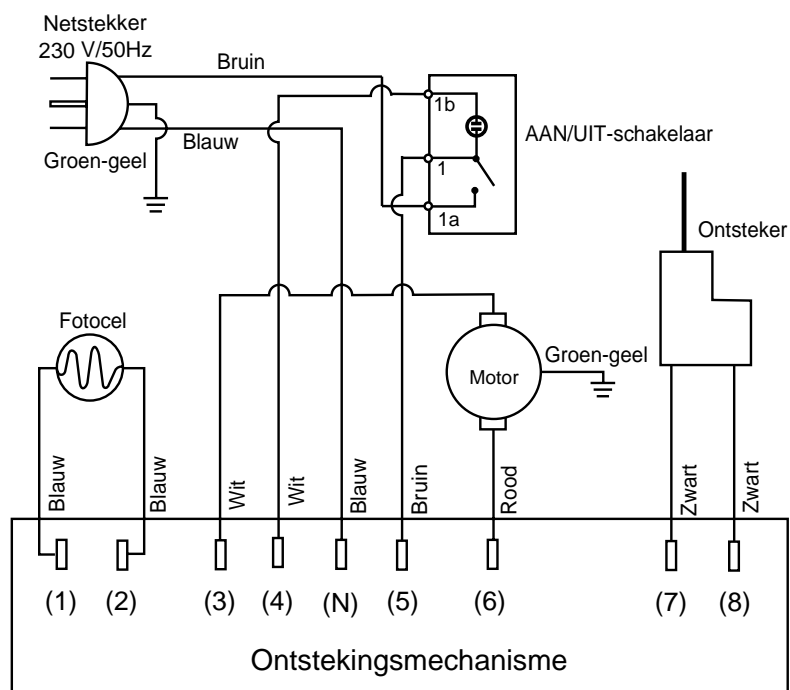 Netstekker
230 V/50Hz
Bruin
1b
AAN/UIT-schakelaar
Blauw
1
Groen-geel
1a
Ontsteker
Fotocel
Groen-geel
Motor
Blauw
Blauw
Wit
Wit
Blauw
Bruin
Rood
Zwart
Zwart
(1)
(2)
(3)
(4)
(N)
(5)
(6)
(7)
(8)
Ontstekingsmechanisme